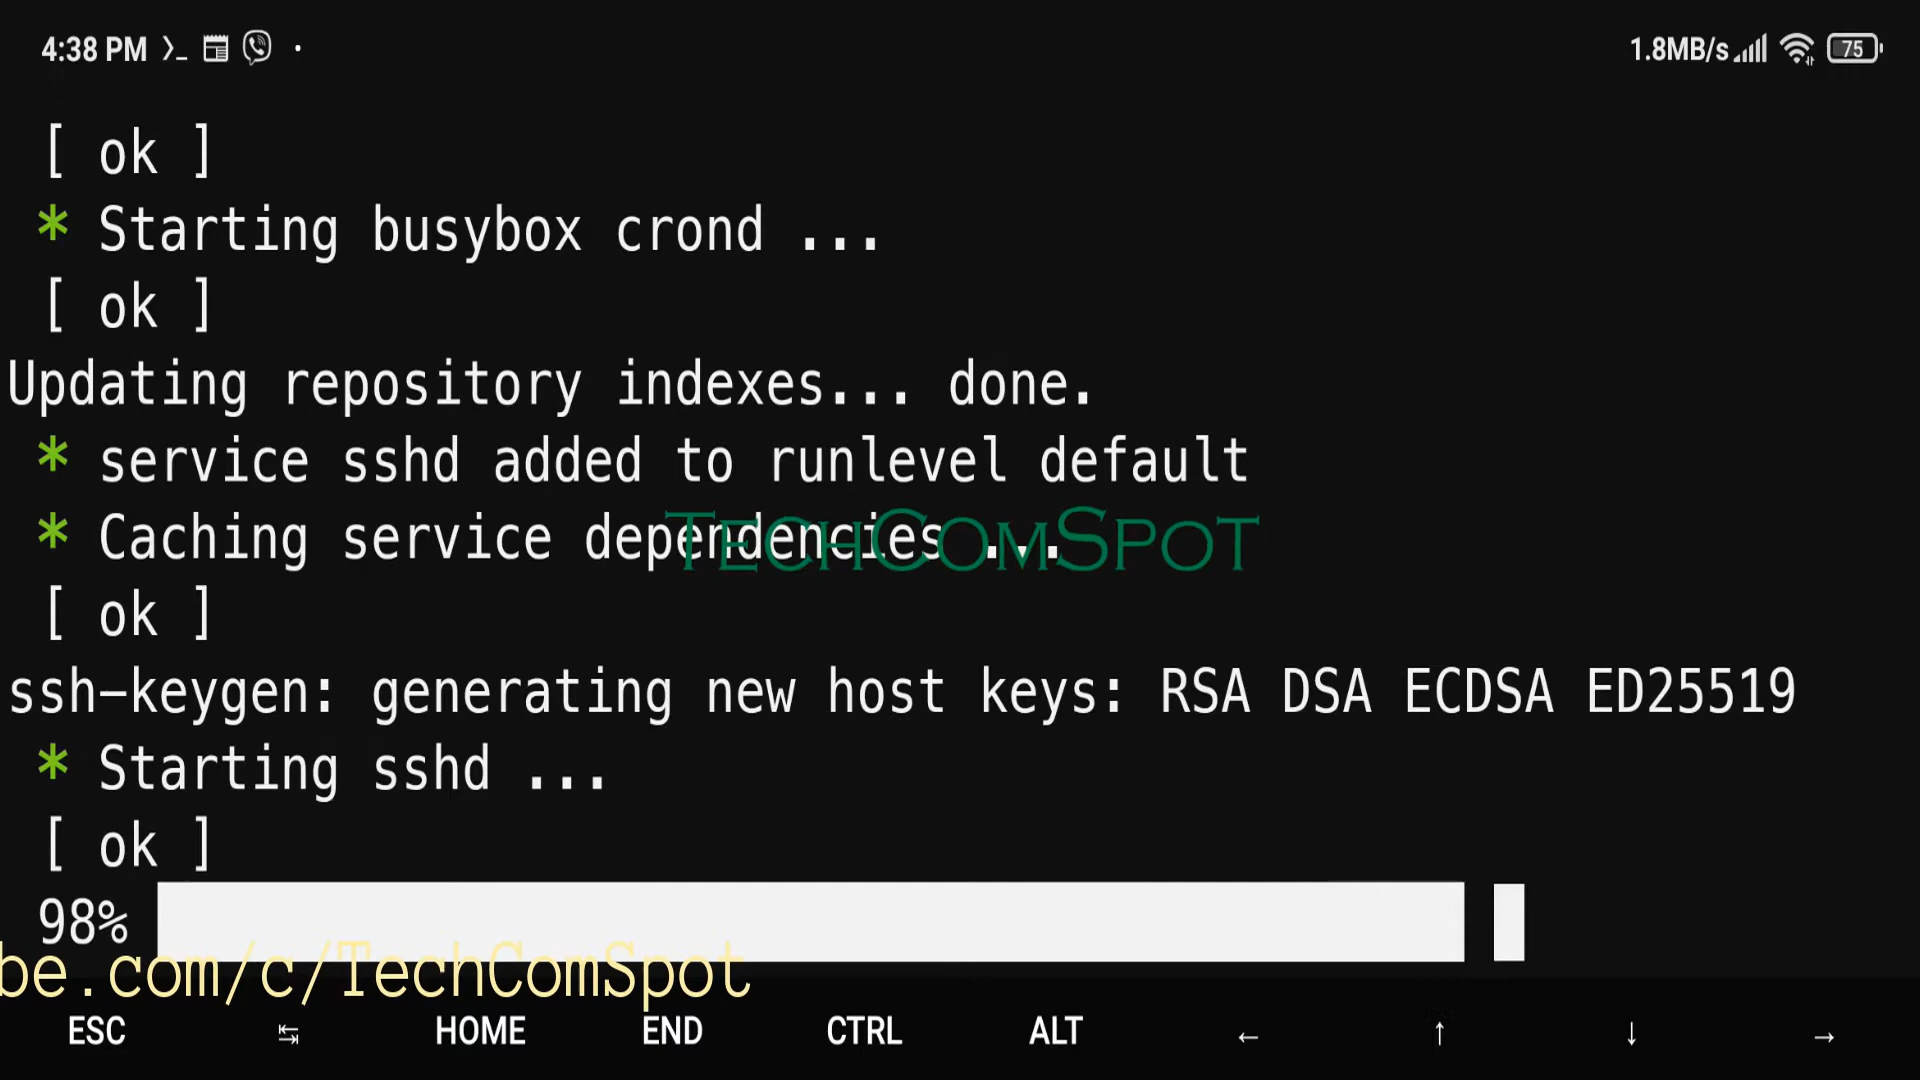 4:38 PM 1.8MB/s 75
[ ok ]
* Starting busybox crond ...
[ ok ]
Updating repository indexes... done.
* service sshd added to runlevel default
* Caching service dependencies ...
TECHCOMSPOT
[ ok ]
ssh-keygen: generating new host keys: RSA DSA ECDSA ED25519
* Starting sshd ...
[ ok ]
98%
be.com/c/TechComSpot
ESC ↹ HOME END CTRL ALT ← ↑ ↓ →